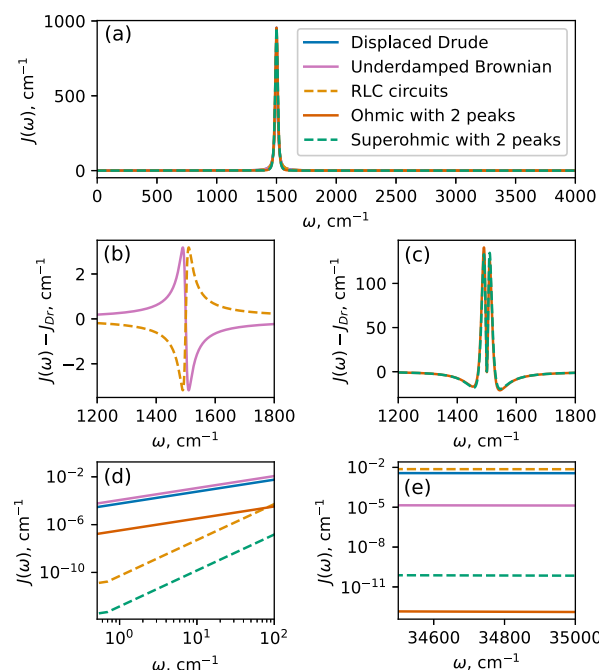 (a)
Displaced Drude
Underdamped Brownian
RLC circuits
Ohmic with 2 peaks
Superohmic with 2 peaks
J(ω), cm⁻¹
1000
500
0
0 500 1000 1500 2000 2500 3000 3500 4000
ω, cm⁻¹
(b)
J(ω) − J_Dr, cm⁻¹
2
0
−2
1200 1400 1600 1800
ω, cm⁻¹
(c)
J(ω) − J_Dr, cm⁻¹
100
50
0
1200 1400 1600 1800
ω, cm⁻¹
(d)
J(ω), cm⁻¹
10⁻²
10⁻⁶
10⁻¹⁰
10⁰ 10¹ 10²
ω, cm⁻¹
(e)
J(ω), cm⁻¹
10⁻²
10⁻⁵
10⁻⁸
10⁻¹¹
34600 34800 35000
ω, cm⁻¹